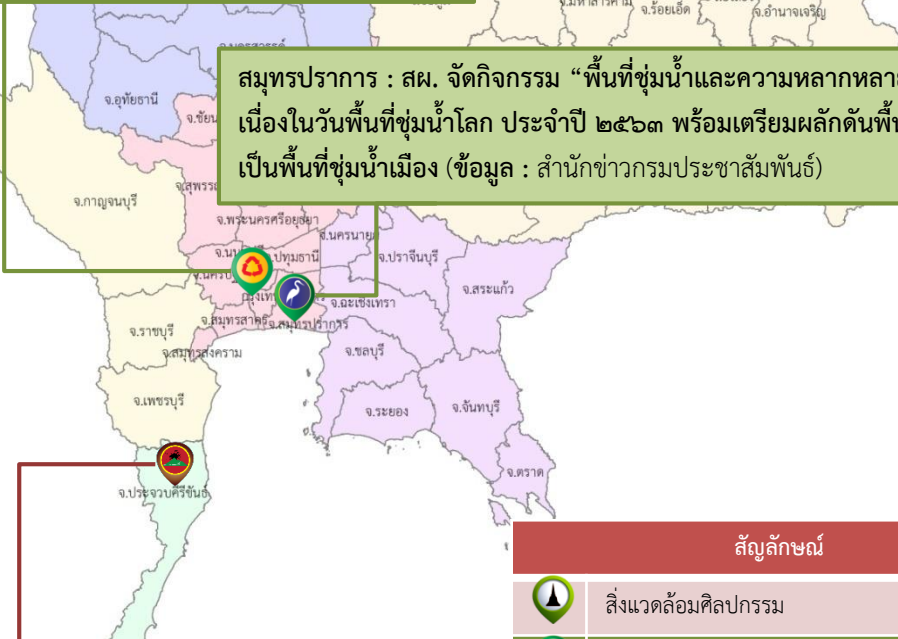 จ.ร้อยเอ็ด
จ.อำนาจเจริญ
สมุทรปราการ : สผ. จัดกิจกรรม “พื้นที่ชุ่มน้ำและความหลากหลาย
เนื่องในวันพื้นที่ชุ่มน้ำโลก ประจำปี ๒๕๖๓ พร้อมเตรียมผลักดันพื้น
เป็นพื้นที่ชุ่มน้ำเมือง (ข้อมูล : สำนักข่าวกรมประชาสัมพันธ์)
จ.อุทัยธานี
จ.กาญจนบุรี
จ.พระนครศรีอยุธยา
จ.นครนายก
จ.ปทุมธานี
จ.ปราจีนบุรี
จ.สระแก้ว
จ.ฉะเชิงเทรา
จ.สมุทรสาคร
จ.สมุทรปราการ
จ.ราชบุรี
จ.สมุทรสงคราม
จ.ชลบุรี
จ.เพชรบุรี
จ.ระยอง
จ.จันทบุรี
จ.ตราด
จ.ประจวบคีรีขันธ์
สัญลักษณ์
สิ่งแวดล้อมศิลปกรรม